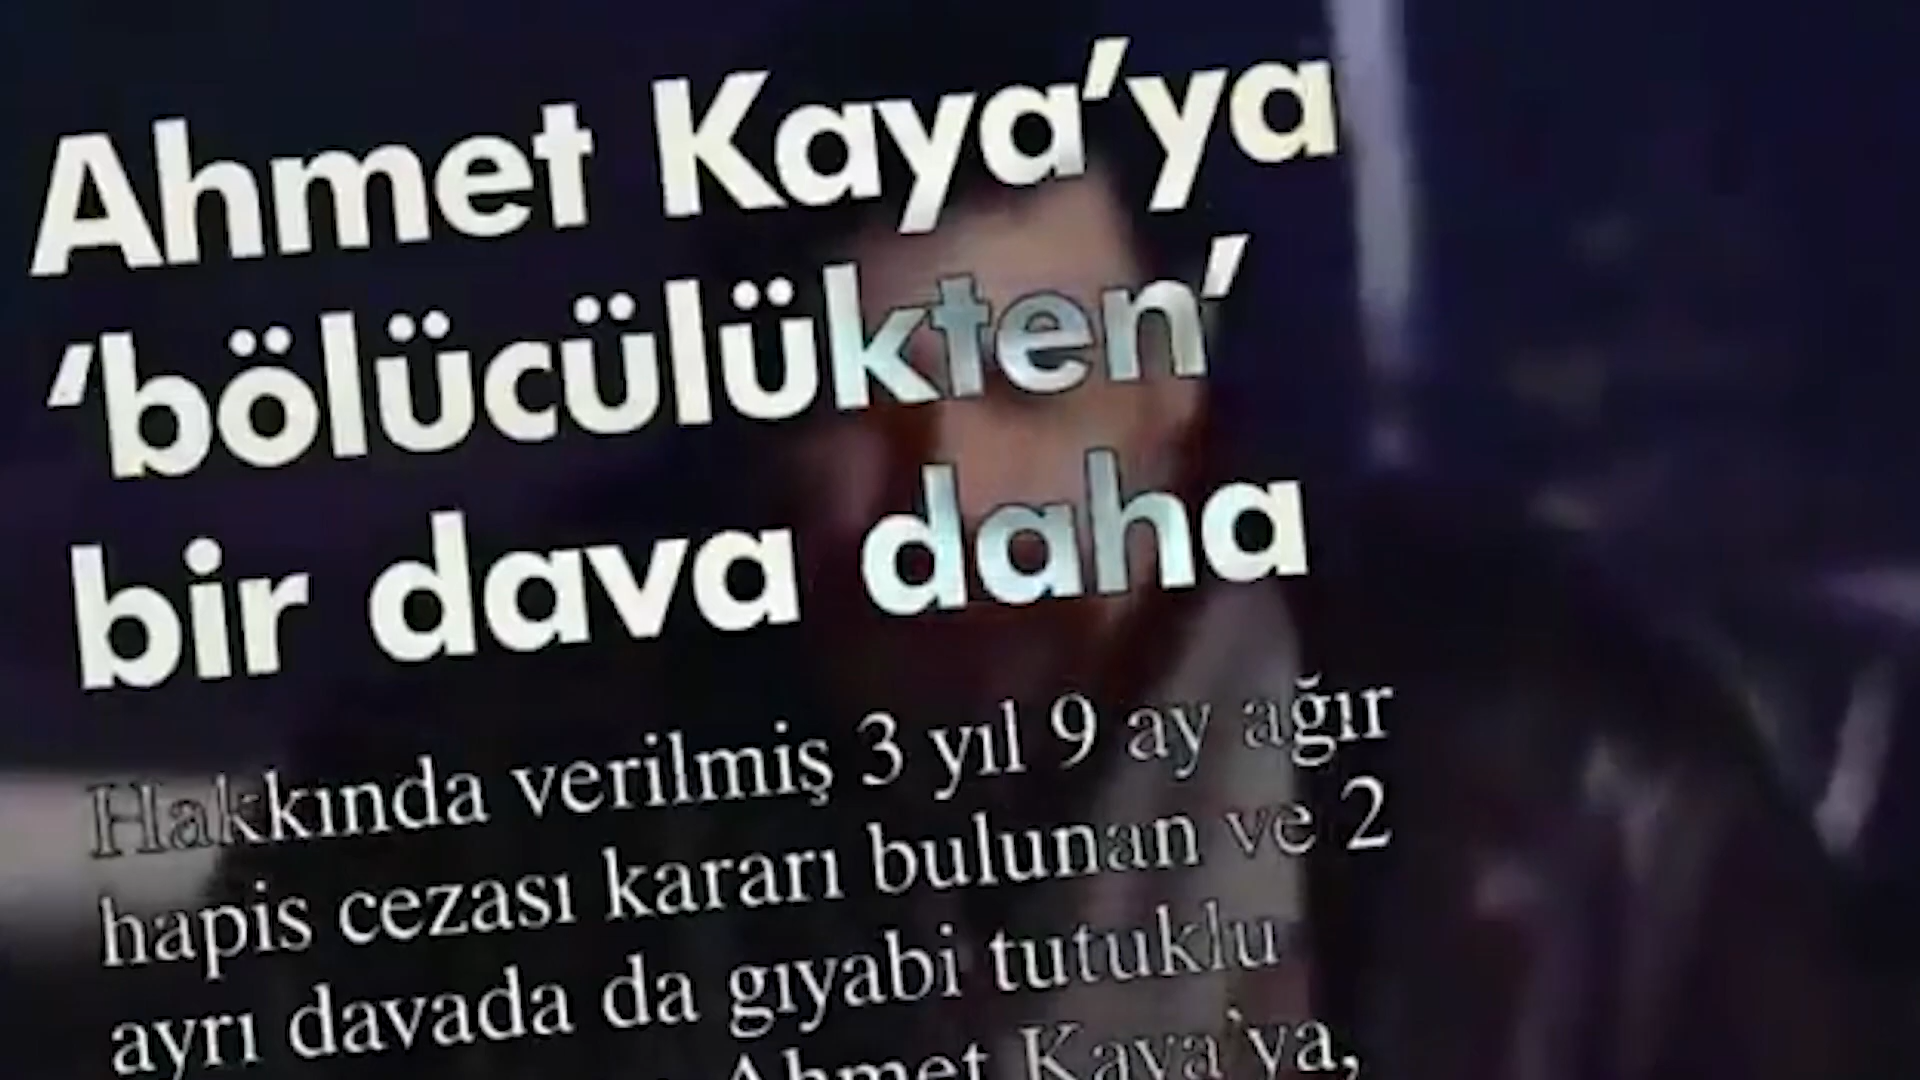 Ahmet Kaya'ya
'bölücülükten'
bir dava daha
Hakkında verilmiş 3 yıl 9 ay ağır
hapis cezası kararı bulunan ve 2
ayrı davada da gıyabi tutuklu
Ahmet Kaya'ya,